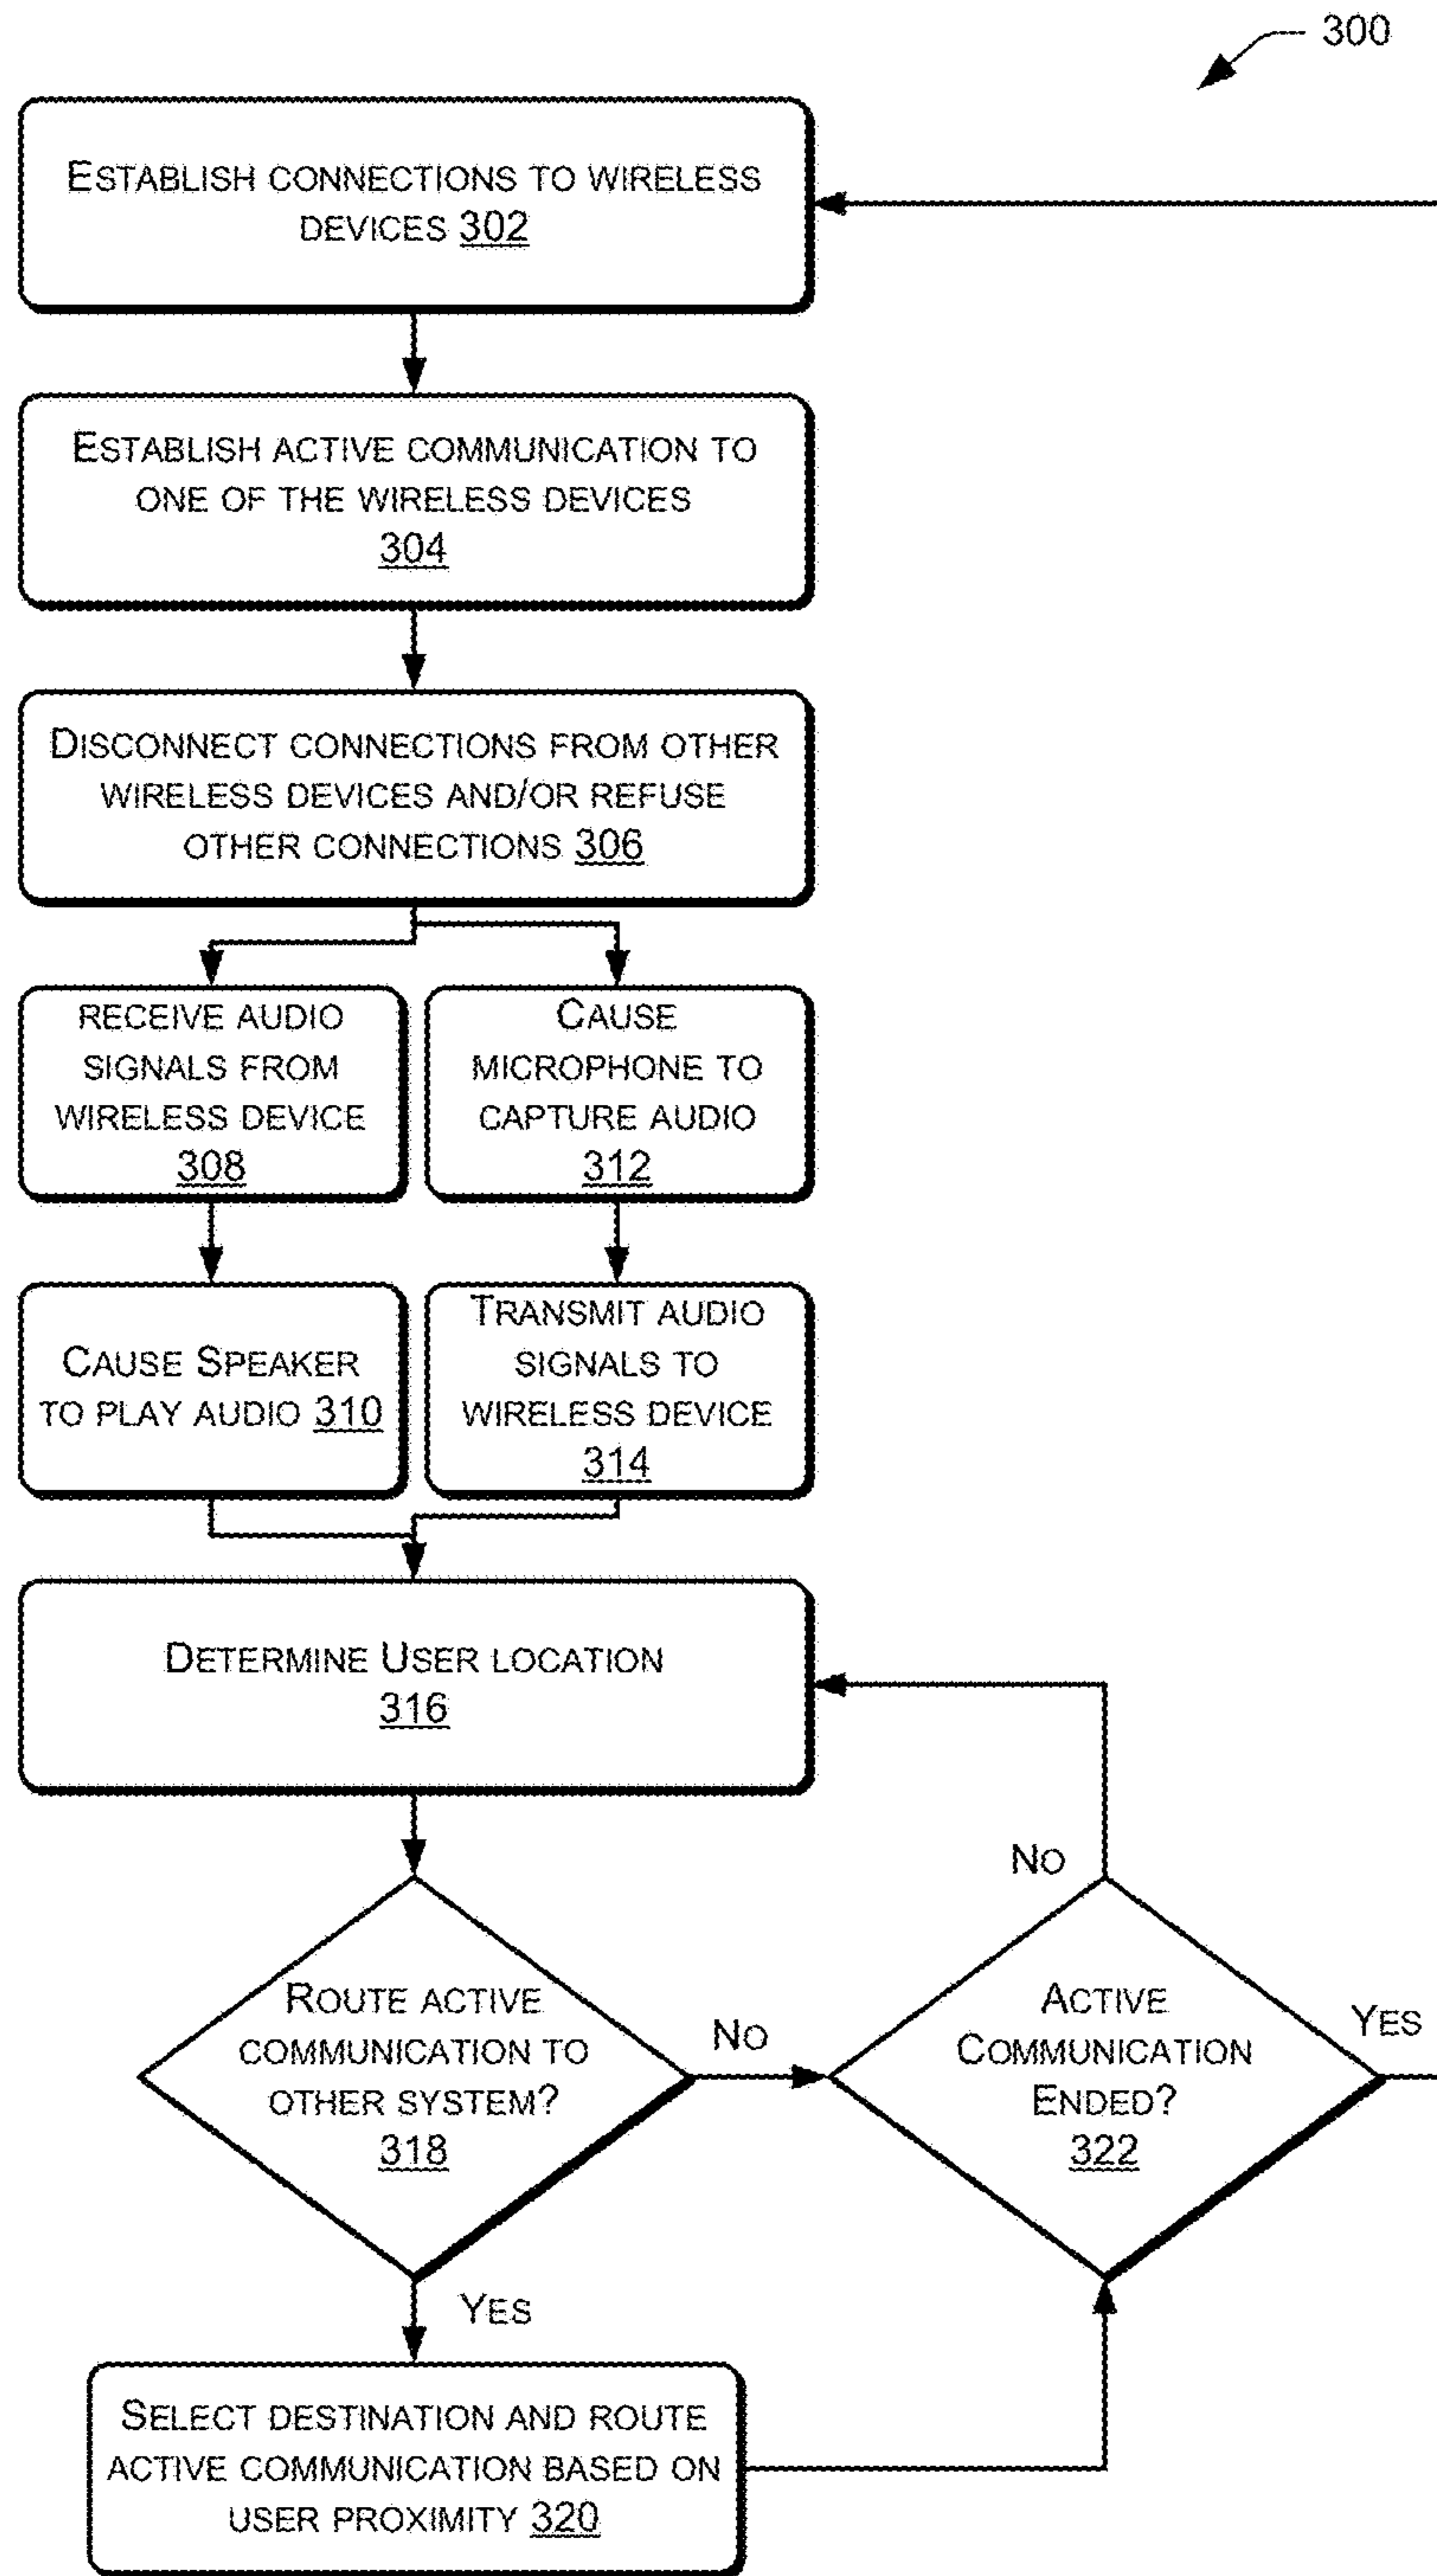 300
ESTABLISH CONNECTIONS TO WIRELESS
DEVICES 302
ESTABLISH ACTIVE COMMUNICATION TO
ONE OF THE WIRELESS DEVICES
304
DISCONNECT CONNECTIONS FROM OTHER
WIRELESS DEVICES AND/OR REFUSE
OTHER CONNECTIONS 306
RECEIVE AUDIO
SIGNALS FROM
WIRELESS DEVICE
308
CAUSE
MICROPHONE TO
CAPTURE AUDIO
312
CAUSE SPEAKER
TO PLAY AUDIO 310
TRANSMIT AUDIO
SIGNALS TO
WIRELESS DEVICE
314
DETERMINE USER LOCATION
316
ROUTE ACTIVE
COMMUNICATION TO
OTHER SYSTEM?
318
NO
YES
ACTIVE
COMMUNICATION
ENDED?
322
NO
YES
SELECT DESTINATION AND ROUTE
ACTIVE COMMUNICATION BASED ON
USER PROXIMITY 320